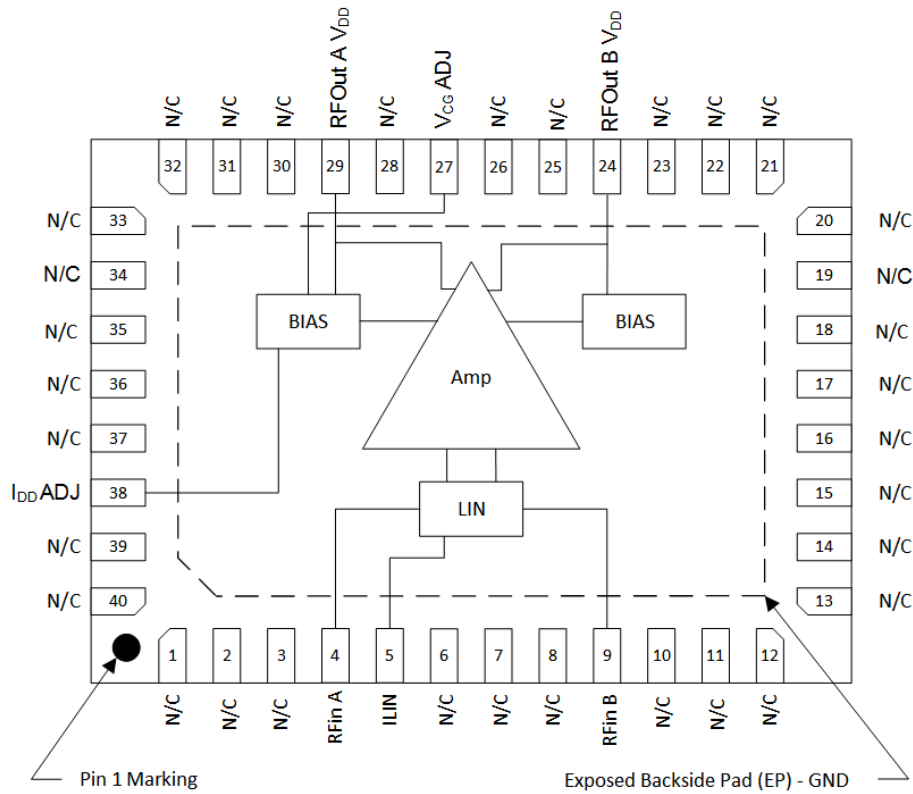 N/C
N/C
N/C
RFOut A VDD
N/C
VCG ADJ
N/C
N/C
RFOut B VDD
N/C
N/C
N/C
32
31
30
29
28
27
26
25
24
23
22
21
N/C 33
20 N/C
N/C 34
19 N/C
BIAS
BIAS
N/C 35
18 N/C
Amp
N/C 36
17 N/C
N/C 37
16 N/C
IDD ADJ 38
15 N/C
LIN
N/C 39
14 N/C
N/C 40
13 N/C
1
2
3
4
5
6
7
8
9
10
11
12
N/C
N/C
N/C
RFin A
ILIN
N/C
N/C
N/C
RFin B
N/C
N/C
N/C
Pin 1 Marking
Exposed Backside Pad (EP) - GND